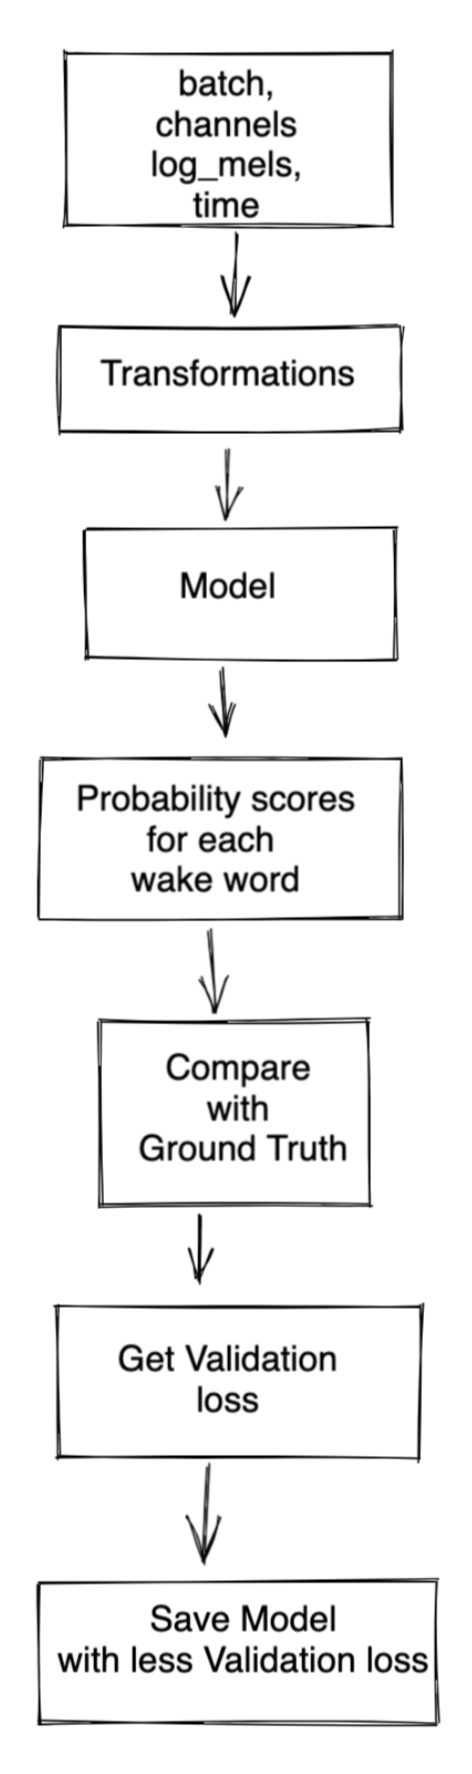 batch,
channels
log_mels,
time
Transformations
Model
Probability scores
for each
wake word
Compare
with
Ground Truth
Get Validation
loss
Save Model
with less Validation loss